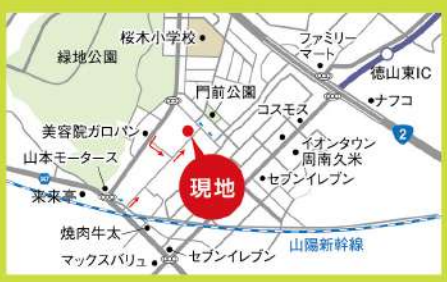 桜木小学校
ファミリー
マート
緑地公園
徳山東IC
門前公園
ナフコ
コスモス
美容院ガロパン
2
イオンタウン
周南久米
山本モータース
現地
セブンイレブン
347
来来亭
焼肉牛太
山陽新幹線
マックスバリュ
セブンイレブン